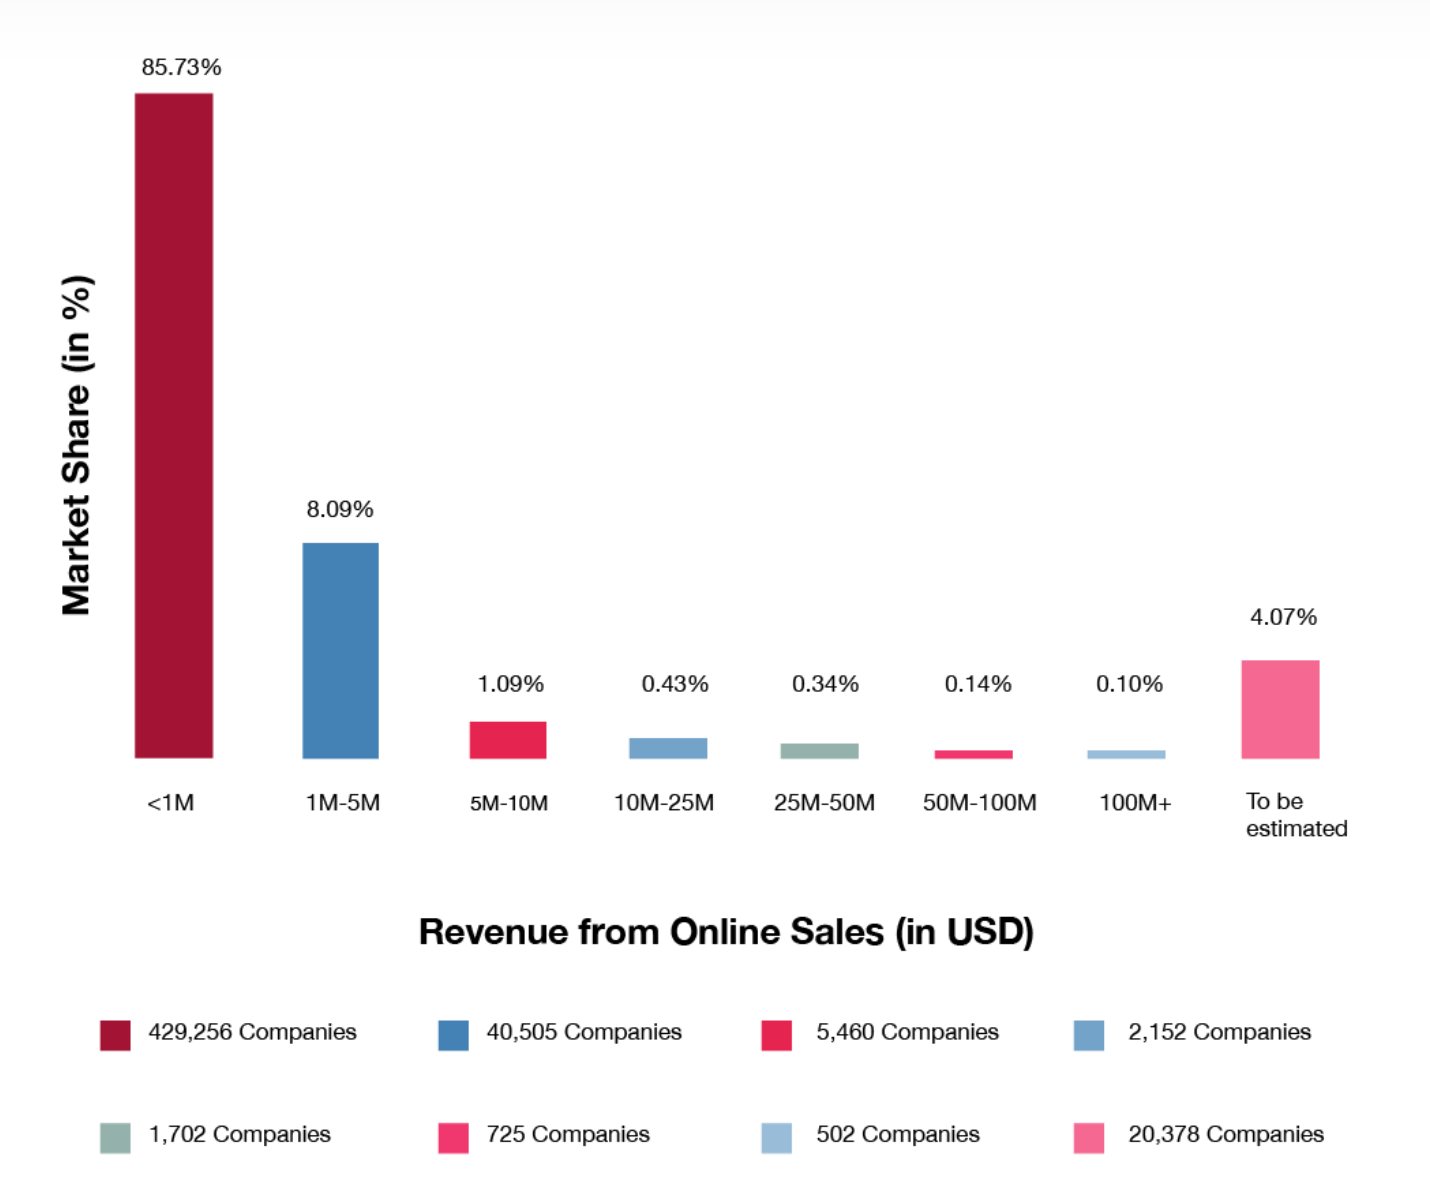 85.73%
8.09%
4.07%
1.09%
0.43%
0.34%
0.14%
0.10%
Market Share (in %)
<1M
1M-5M
5M-10M
10M-25M
25M-50M
50M-100M
100M+
To be
estimated
Revenue from Online Sales (in USD)
429,256 Companies
40,505 Companies
5,460 Companies
2,152 Companies
1,702 Companies
725 Companies
502 Companies
20,378 Companies